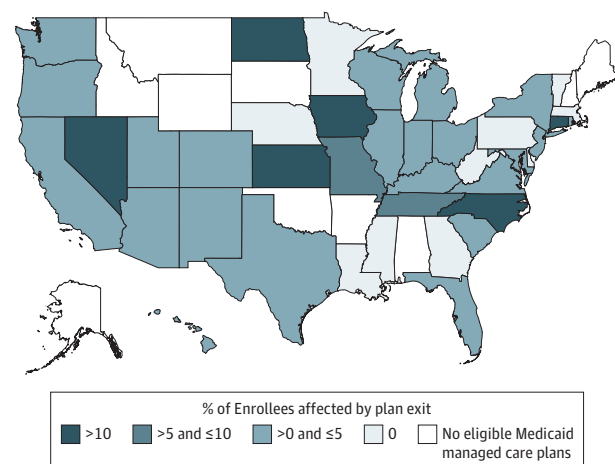 % of Enrollees affected by plan exit
>10 >5 and ≤10 >0 and ≤5 0 No eligible Medicaid
managed care plans